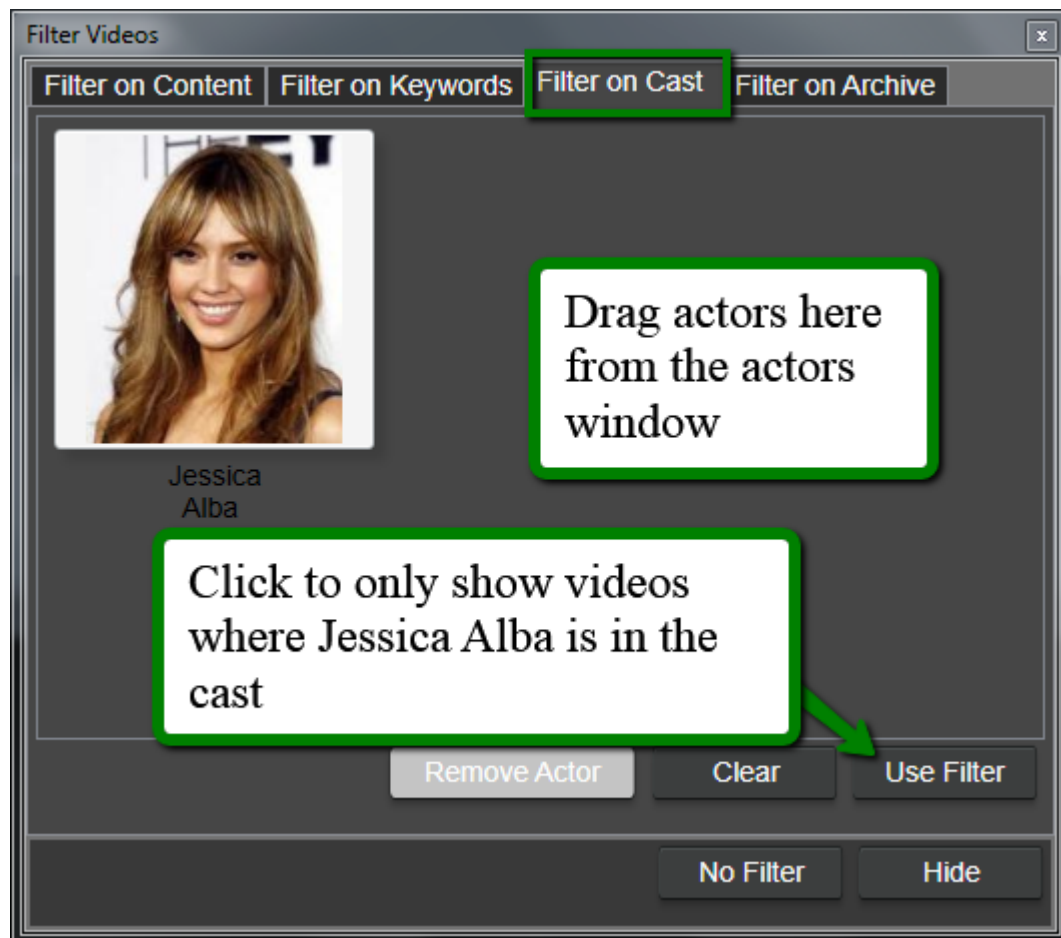 Filter Videos
x
Filter on Content Filter on Keywords Filter on Cast Filter on Archive
Drag actors here
from the actors
window
Jessica
Alba
Click to only show videos
where Jessica Alba is in the
cast
Remove Actor Clear Use Filter
No Filter Hide